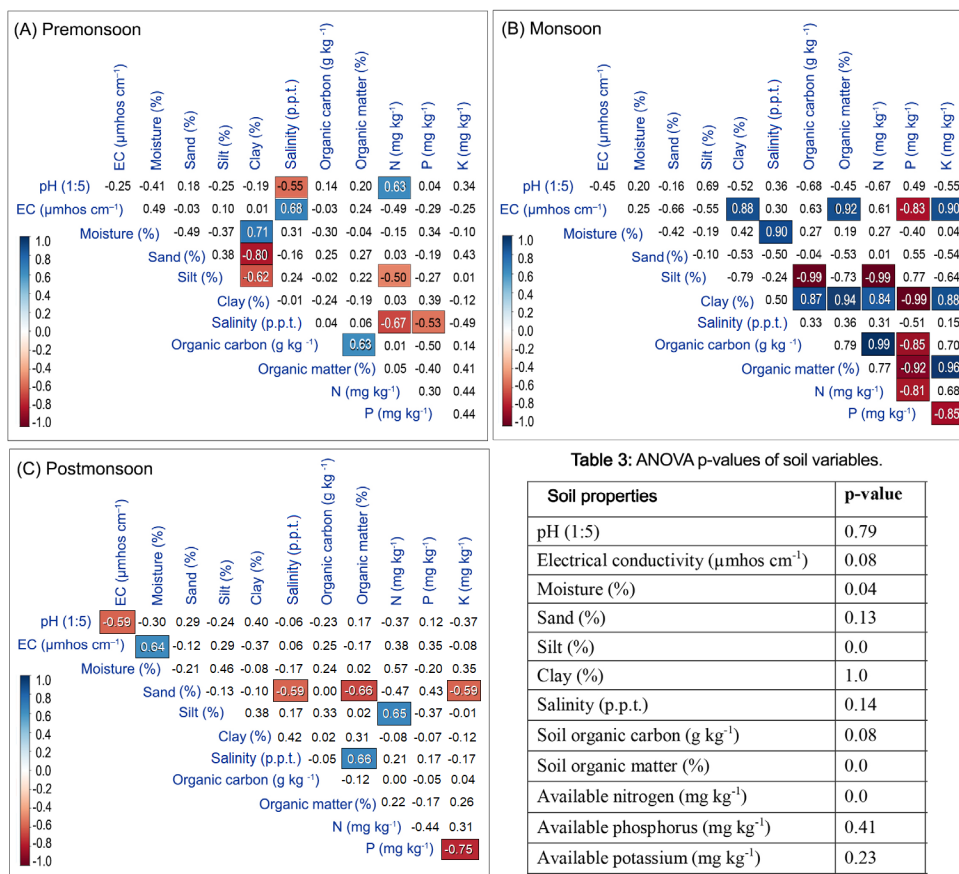 (A) Premonsoon
EC (µmhos cm⁻¹)
Moisture (%)
Sand (%)
Silt (%)
Clay (%)
Salinity (p.p.t.)
Organic carbon (g kg⁻¹)
Organic matter (%)
N (mg kg⁻¹)
P (mg kg⁻¹)
K (mg kg⁻¹)
pH (1:5) -0.25 -0.41 0.18 -0.25 -0.19 -0.55 0.14 0.20 0.63 0.04 0.34
EC (µmhos cm⁻¹) 0.49 -0.03 0.10 0.01 0.68 -0.03 0.24 -0.49 -0.29 -0.25
Moisture (%) -0.49 -0.37 0.71 0.31 -0.30 -0.04 -0.15 0.34 -0.10
Sand (%) 0.38 -0.80 -0.16 0.25 0.27 0.03 -0.19 0.43
Silt (%) -0.62 0.24 -0.02 0.22 -0.50 -0.27 0.01
Clay (%) -0.01 -0.24 -0.19 0.03 0.39 -0.12
Salinity (p.p.t.) 0.04 0.06 -0.67 -0.53 -0.49
Organic carbon (g kg⁻¹) 0.63 0.01 -0.50 0.14
Organic matter (%) 0.05 -0.40 0.41
N (mg kg⁻¹) 0.30 0.44
P (mg kg⁻¹) 0.44
1.0
0.8
0.6
0.4
0.2
0.0
-0.2
-0.4
-0.6
-0.8
-1.0
(B) Monsoon
EC (µmhos cm⁻¹)
Moisture (%)
Sand (%)
Silt (%)
Clay (%)
Salinity (p.p.t.)
Organic carbon (g kg⁻¹)
Organic matter (%)
N (mg kg⁻¹)
P (mg kg⁻¹)
K (mg kg⁻¹)
pH (1:5) -0.45 0.20 -0.16 0.69 -0.52 0.36 -0.68 -0.45 -0.67 0.49 -0.55
EC (µmhos cm⁻¹) 0.25 -0.66 -0.55 0.88 0.30 0.63 0.92 0.61 -0.83 0.90
Moisture (%) -0.42 -0.19 0.42 0.90 0.27 0.19 0.27 -0.40 0.04
Sand (%) -0.10 -0.53 -0.50 -0.04 -0.53 0.01 0.55 -0.54
Silt (%) -0.79 -0.24 -0.99 -0.73 -0.99 0.77 -0.64
Clay (%) 0.50 0.87 0.94 0.84 -0.99 0.88
Salinity (p.p.t.) 0.33 0.36 0.31 -0.51 0.15
Organic carbon (g kg⁻¹) 0.79 0.99 -0.85 0.70
Organic matter (%) 0.77 -0.92 0.96
N (mg kg⁻¹) -0.81 0.68
P (mg kg⁻¹) -0.85
1.0
0.8
0.6
0.4
0.2
0.0
-0.2
-0.4
-0.6
-0.8
-1.0
(C) Postmonsoon
EC (µmhos cm⁻¹)
Moisture (%)
Sand (%)
Silt (%)
Clay (%)
Salinity (p.p.t.)
Organic carbon (g kg⁻¹)
Organic matter (%)
N (mg kg⁻¹)
P (mg kg⁻¹)
K (mg kg⁻¹)
pH (1:5) -0.59 -0.30 0.29 -0.24 0.40 -0.06 -0.23 0.17 -0.37 0.12 -0.37
EC (µmhos cm⁻¹) 0.64 -0.12 0.29 -0.37 0.06 0.25 -0.17 0.38 0.35 -0.08
Moisture (%) -0.21 0.46 -0.08 -0.17 0.24 0.02 0.57 -0.20 0.35
Sand (%) -0.13 -0.10 -0.59 0.00 -0.66 -0.47 0.43 -0.59
Silt (%) 0.38 0.17 0.33 0.02 0.65 -0.37 -0.01
Clay (%) 0.42 0.02 0.31 -0.08 -0.07 -0.12
Salinity (p.p.t.) -0.05 0.66 0.21 0.17 -0.17
Organic carbon (g kg⁻¹) -0.12 0.00 -0.05 0.04
Organic matter (%) 0.22 -0.17 0.26
N (mg kg⁻¹) -0.44 0.31
P (mg kg⁻¹) -0.75
1.0
0.8
0.6
0.4
0.2
0.0
-0.2
-0.4
-0.6
-0.8
-1.0
Table 3: ANOVA p-values of soil variables.
Soil properties p-value
pH (1:5) 0.79
Electrical conductivity (µmhos cm⁻¹) 0.08
Moisture (%) 0.04
Sand (%) 0.13
Silt (%) 0.0
Clay (%) 1.0
Salinity (p.p.t.) 0.14
Soil organic carbon (g kg⁻¹) 0.08
Soil organic matter (%) 0.0
Available nitrogen (mg kg⁻¹) 0.0
Available phosphorus (mg kg⁻¹) 0.41
Available potassium (mg kg⁻¹) 0.23